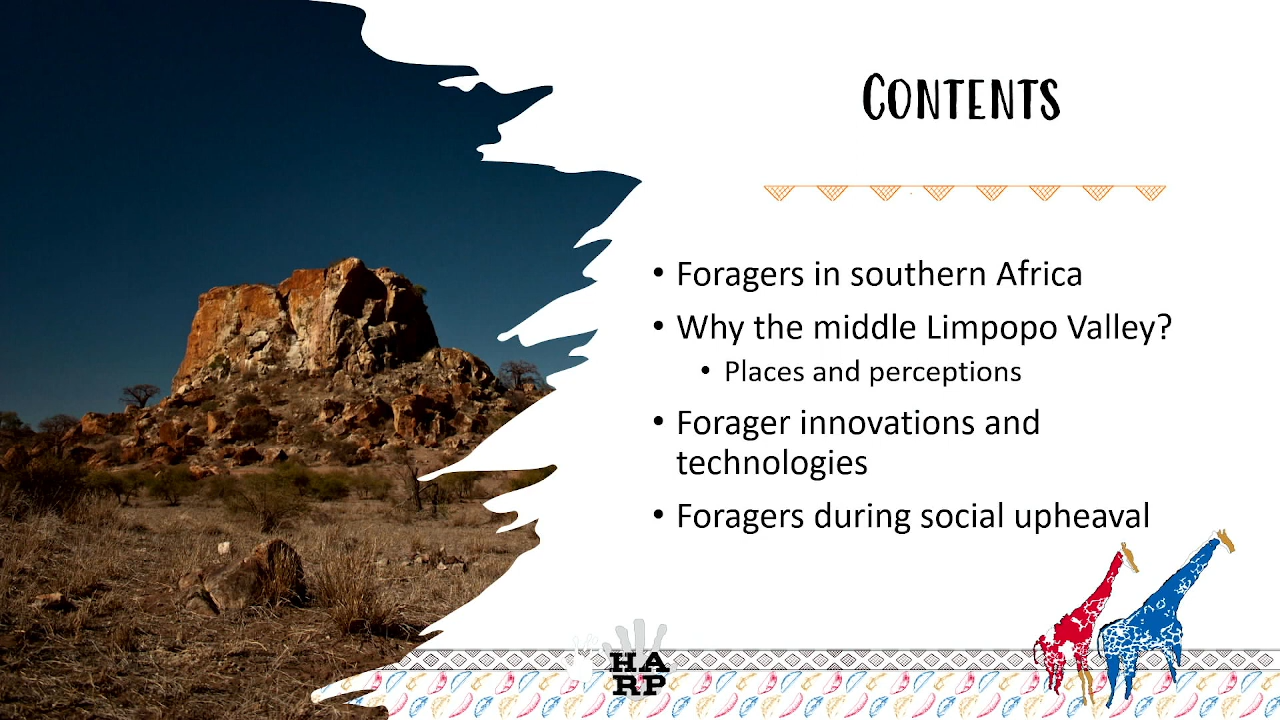 CONTENTS
• Foragers in southern Africa
• Why the middle Limpopo Valley?
• Places and perceptions
• Forager innovations and
technologies
• Foragers during social upheaval
HA
RP